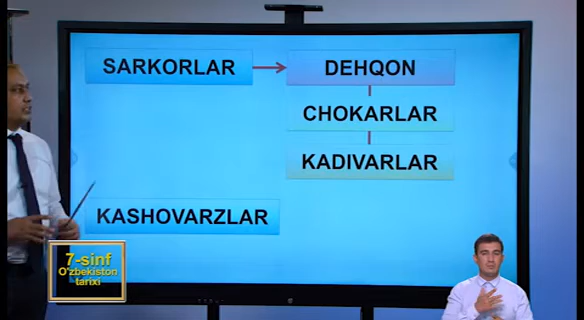 SARKORLAR
DEHQON
CHOKARLAR
KADIVARLAR
KASHOVARZLAR
7-sinf
O'zbekiston
tarixi